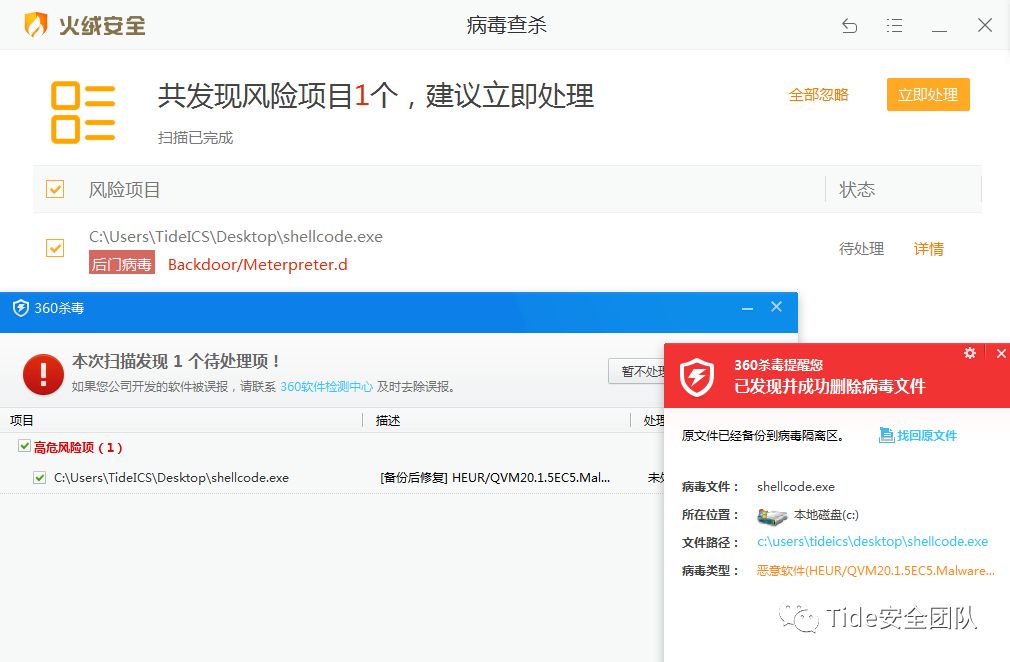 火绒安全
病毒查杀
共发现风险项目1个，建议立即处理
全部忽略
立即处理
扫描已完成
风险项目
状态
C:\Users\TideICS\Desktop\shellcode.exe
后门病毒 Backdoor/Meterpreter.d
待处理
详情
360杀毒
本次扫描发现 1 个待处理项！
如果您公司开发的软件被误报，请联系 360软件检测中心 及时去除误报。
暂不处
项目
描述
处理
高危风险项（1）
C:\Users\TideICS\Desktop\shellcode.exe
[备份后修复] HEUR/QVM20.1.5EC5.Mal...
未
360杀毒提醒您
已发现并成功删除病毒文件
原文件已经备份到病毒隔离区。
找回原文件
病毒文件： shellcode.exe
所在位置： 本地磁盘(c:)
文件路径： c:\users\tideics\desktop\shellcode.exe
病毒类型： 恶意软件(HEUR/QVM20.1.5EC5.Malware...
Tide安全团队